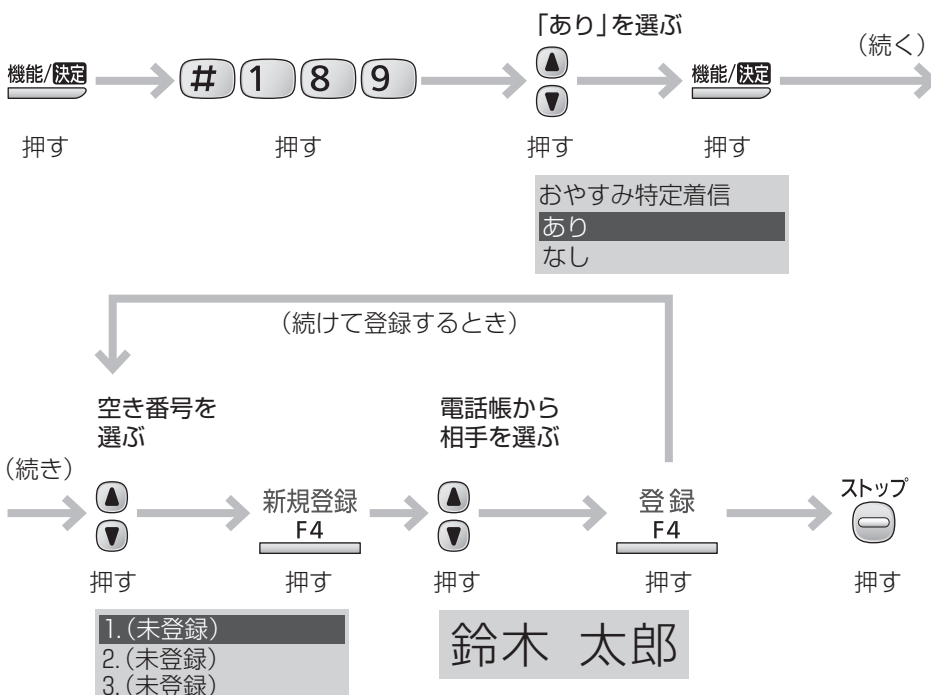 「あり」を選ぶ
(続く)
機能/決定
# 1 8 9
▲
▼
機能/決定
押す
押す
押す
押す
おやすみ特定着信
あり
なし
(続けて登録するとき)
空き番号を
選ぶ
電話帳から
相手を選ぶ
(続き)
▲
▼
新規登録
F4
▲
▼
登録
F4
ストップ
押す
押す
押す
押す
押す
1.(未登録)
2.(未登録)
3.(未登録)
鈴木 太郎